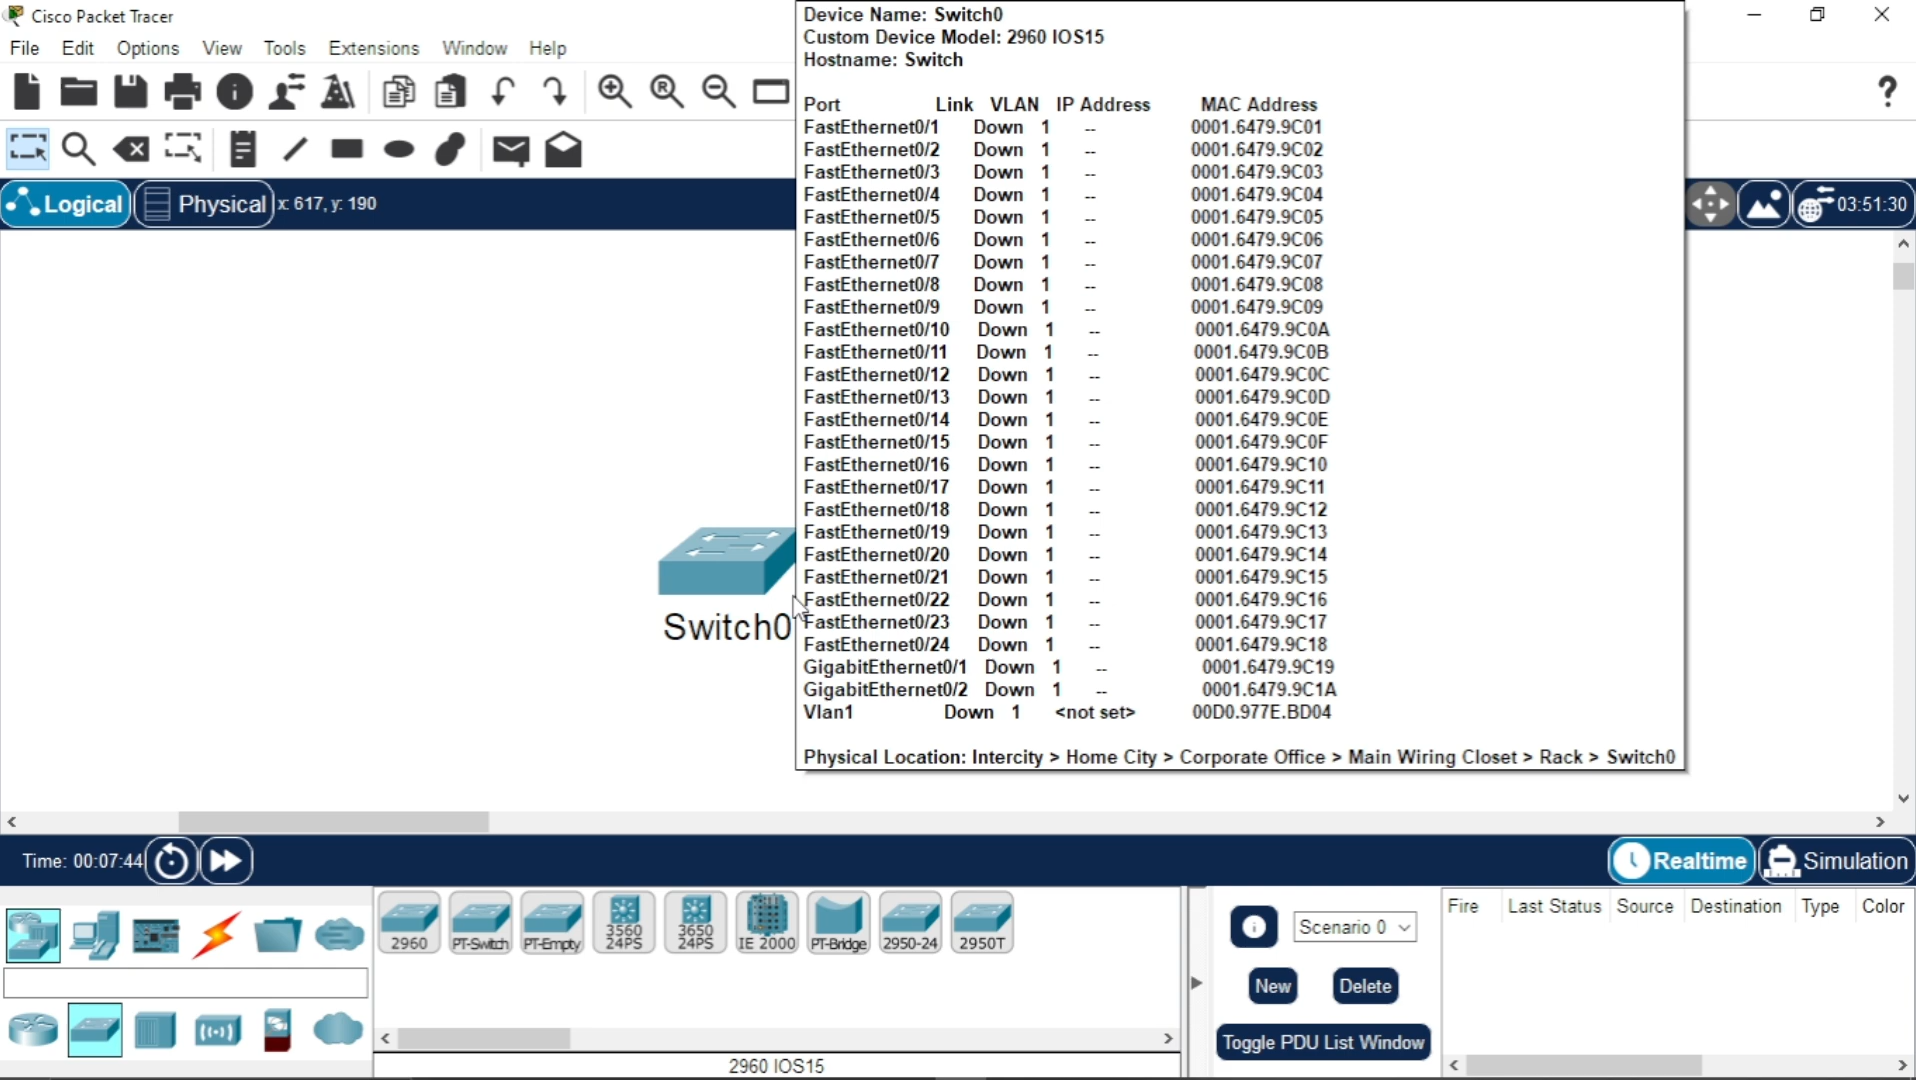 Cisco Packet Tracer
File Edit Options View Tools Extensions Window Help
Logical Physical x: 617, y: 190
03:51:30
Device Name: Switch0
Custom Device Model: 2960 IOS15
Hostname: Switch
Port Link VLAN IP Address MAC Address
FastEthernet0/1 Down 1 -- 0001.6479.9C01
FastEthernet0/2 Down 1 -- 0001.6479.9C02
FastEthernet0/3 Down 1 -- 0001.6479.9C03
FastEthernet0/4 Down 1 -- 0001.6479.9C04
FastEthernet0/5 Down 1 -- 0001.6479.9C05
FastEthernet0/6 Down 1 -- 0001.6479.9C06
FastEthernet0/7 Down 1 -- 0001.6479.9C07
FastEthernet0/8 Down 1 -- 0001.6479.9C08
FastEthernet0/9 Down 1 -- 0001.6479.9C09
FastEthernet0/10 Down 1 -- 0001.6479.9C0A
FastEthernet0/11 Down 1 -- 0001.6479.9C0B
FastEthernet0/12 Down 1 -- 0001.6479.9C0C
FastEthernet0/13 Down 1 -- 0001.6479.9C0D
FastEthernet0/14 Down 1 -- 0001.6479.9C0E
FastEthernet0/15 Down 1 -- 0001.6479.9C0F
FastEthernet0/16 Down 1 -- 0001.6479.9C10
FastEthernet0/17 Down 1 -- 0001.6479.9C11
FastEthernet0/18 Down 1 -- 0001.6479.9C12
FastEthernet0/19 Down 1 -- 0001.6479.9C13
FastEthernet0/20 Down 1 -- 0001.6479.9C14
FastEthernet0/21 Down 1 -- 0001.6479.9C15
FastEthernet0/22 Down 1 -- 0001.6479.9C16
FastEthernet0/23 Down 1 -- 0001.6479.9C17
FastEthernet0/24 Down 1 -- 0001.6479.9C18
GigabitEthernet0/1 Down 1 -- 0001.6479.9C19
GigabitEthernet0/2 Down 1 -- 0001.6479.9C1A
Vlan1 Down 1 <not set> 00D0.977E.BD04
Physical Location: Intercity > Home City > Corporate Office > Main Wiring Closet > Rack > Switch0
Switch0
Time: 00:07:44
Realtime Simulation
2960 PT-Switch PT-Empty 3560 24PS 3650 24PS IE 2000 PT-Bridge 2950-24 2950T
2960 IOS15
Scenario 0
New Delete
Toggle PDU List Window
Fire Last Status Source Destination Type Color